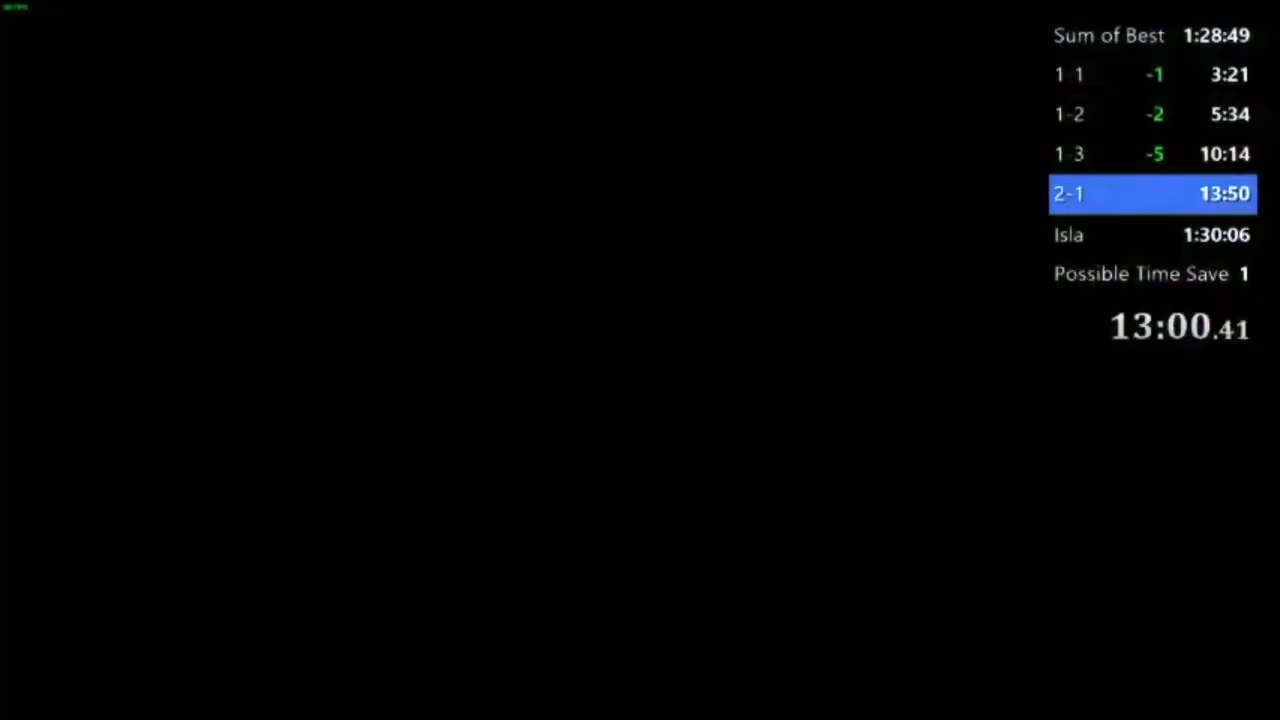 Sum of Best 1:28:49
1-1 -1 3:21
1-2 -2 5:34
1-3 -5 10:14
2-1 13:50
Isla 1:30:06
Possible Time Save 1
13:00.41